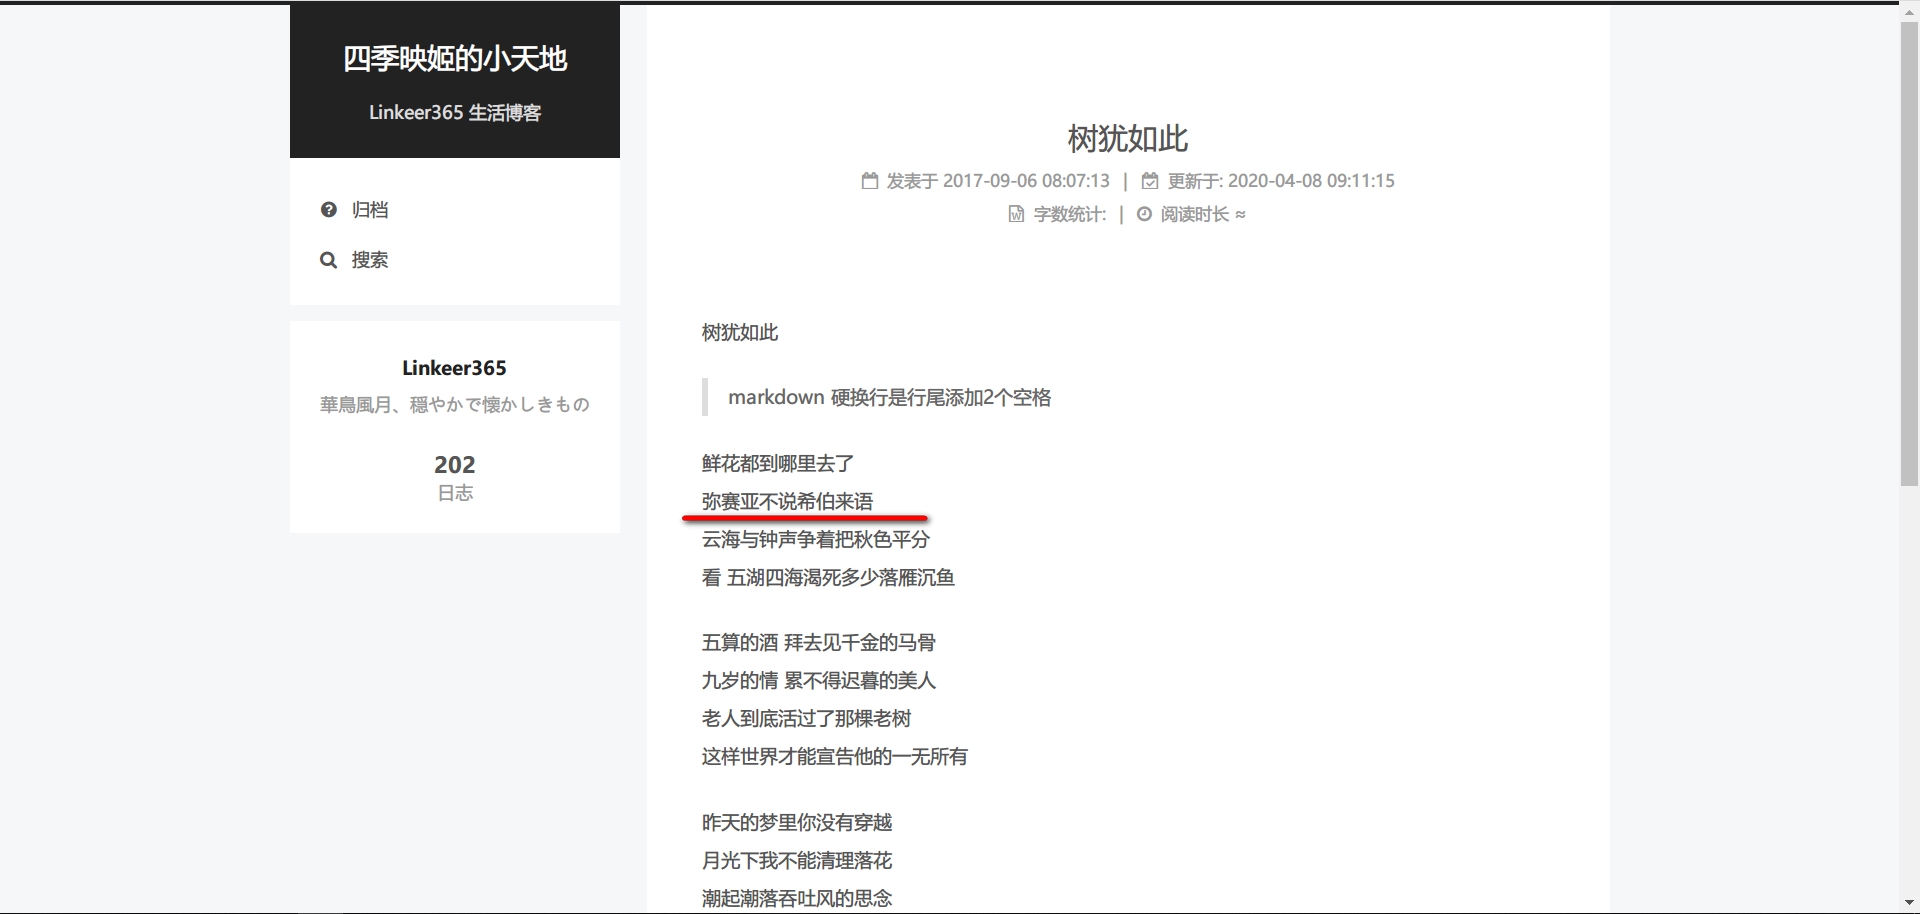 四季映姬的小天地
Linkeer365 生活博客
归档
搜索
Linkeer365
華鳥風月、穏やかで懐かしきもの
202
日志
树犹如此
发表于 2017-09-06 08:07:13 | 更新于: 2020-04-08 09:11:15
字数统计: | 阅读时长 ≈
树犹如此
markdown 硬换行是行尾添加2个空格
鲜花都到哪里去了
弥赛亚不说希伯来语
云海与钟声争着把秋色平分
看 五湖四海渴死多少落雁沉鱼
五算的酒 拜去见千金的马骨
九岁的情 累不得迟暮的美人
老人到底活过了那棵老树
这样世界才能宣告他的一无所有
昨天的梦里你没有穿越
月光下我不能清理落花
潮起潮落吞吐风的思念